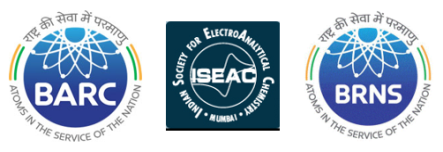 राष्ट्र की सेवा में परमाणु
BARC
ATOMS IN THE SERVICE OF THE NATION
INDIAN SOCIETY FOR ELECTROANALYTICAL CHEMISTRY
ISEAC
• MUMBAI •
राष्ट्र की सेवा में परमाणु
BRNS
ATOMS IN THE SERVICE OF THE NATION